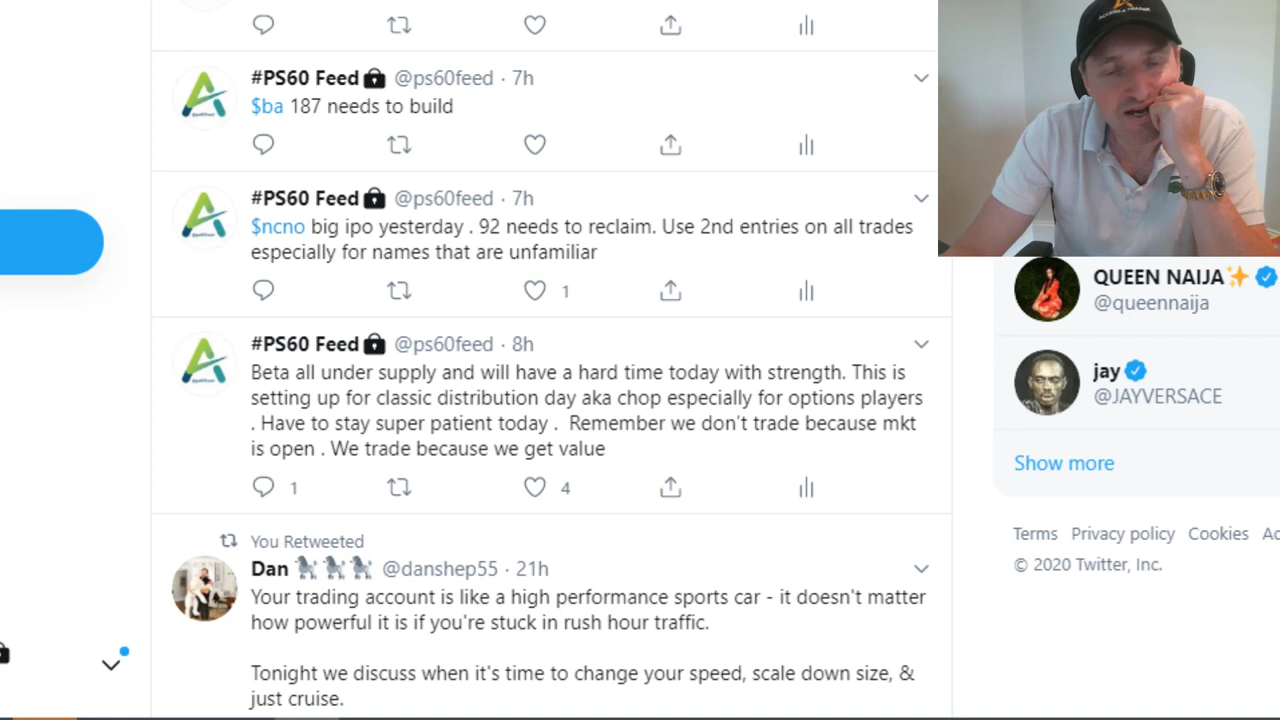 #PS60 Feed @ps60feed · 7h
$ba 187 needs to build
#PS60 Feed @ps60feed · 7h
$ncno big ipo yesterday . 92 needs to reclaim. Use 2nd entries on all trades
especially for names that are unfamiliar
1
#PS60 Feed @ps60feed · 8h
Beta all under supply and will have a hard time today with strength. This is
setting up for classic distribution day aka chop especially for options players
. Have to stay super patient today . Remember we don't trade because mkt
is open . We trade because we get value
1 4
You Retweeted
Dan @danshep55 · 21h
Your trading account is like a high performance sports car - it doesn't matter
how powerful it is if you're stuck in rush hour traffic.
Tonight we discuss when it's time to change your speed, scale down size, &
just cruise.
QUEEN NAIJA
@queennaija
jay
@JAYVERSACE
Show more
Terms Privacy policy Cookies
© 2020 Twitter, Inc.